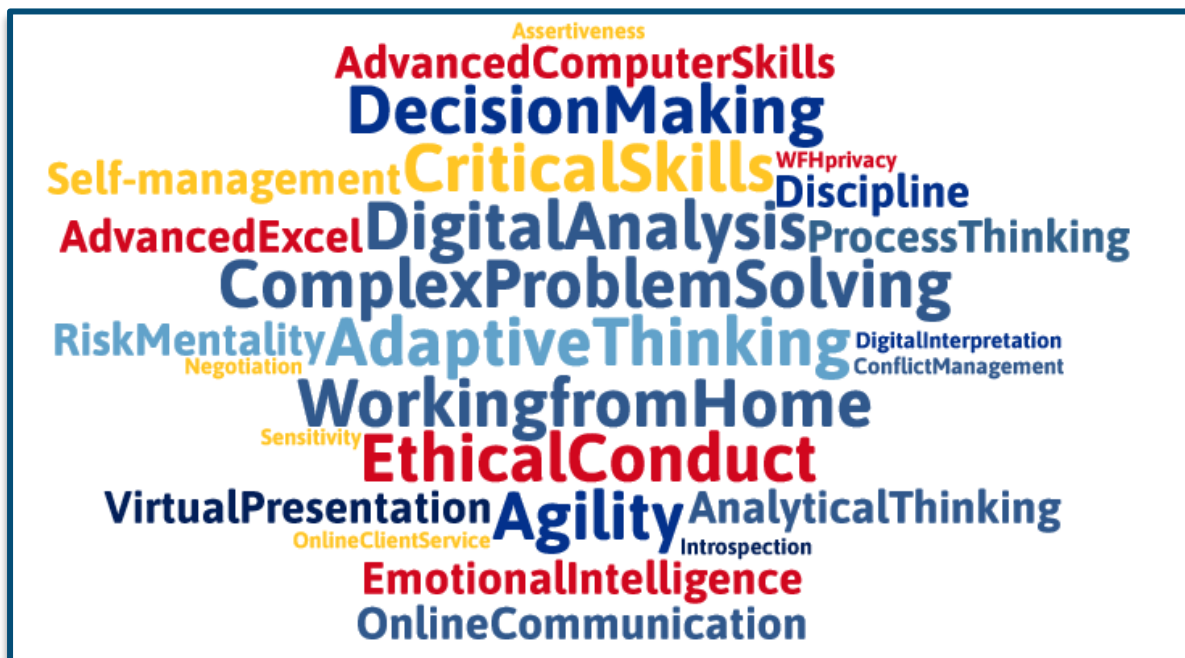 Assertiveness
AdvancedComputerSkills
DecisionMaking
Self-management CriticalSkills WFHprivacy
Discipline
AdvancedExcel DigitalAnalysis ProcessThinking
ComplexProblemSolving
RiskMentality AdaptiveThinking DigitalInterpretation
Negotiation ConflictManagement
WorkingfromHome
Sensitivity EthicalConduct
VirtualPresentation Agility AnalyticalThinking
OnlineClientService Introspection
EmotionalIntelligence
OnlineCommunication